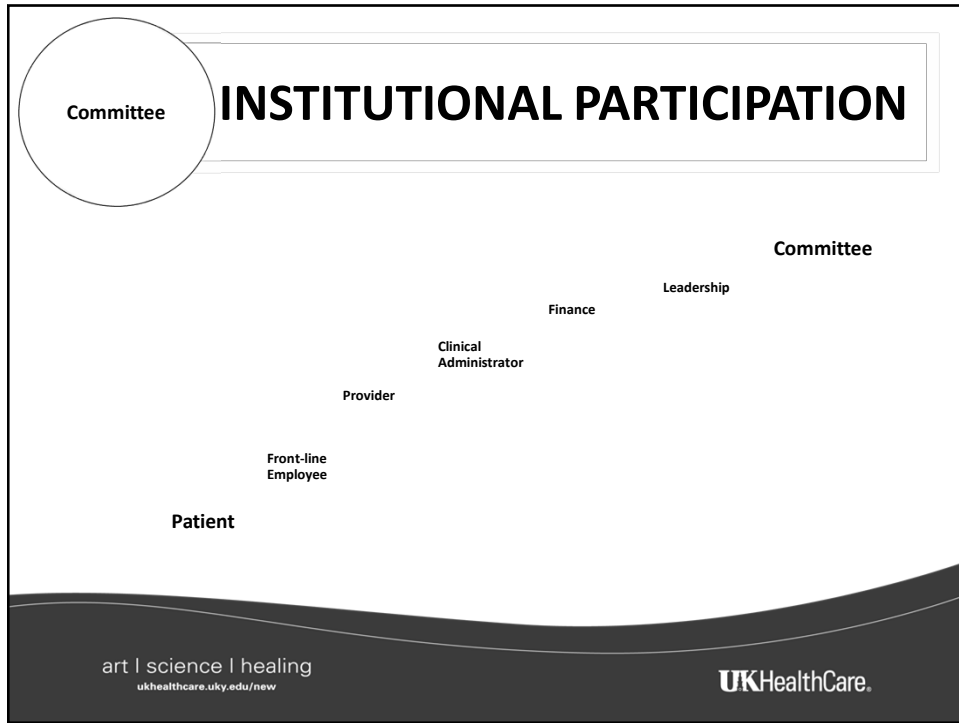 Committee
INSTITUTIONAL PARTICIPATION
Committee
Leadership
Finance
Clinical
Administrator
Provider
Front-line
Employee
Patient
art | science | healing
ukhealthcare.uky.edu/new
UKHealthCare®